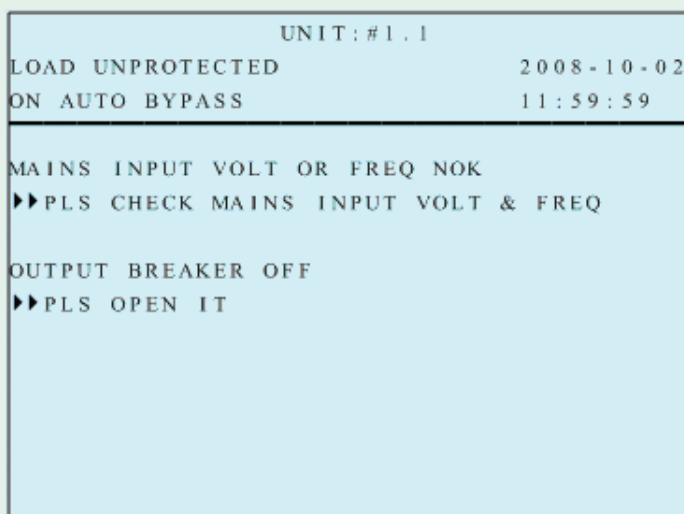 UNIT:#1.1
LOAD UNPROTECTED 2008-10-02
ON AUTO BYPASS 11:59:59
MAINS INPUT VOLT OR FREQ NOK
▶▶PLS CHECK MAINS INPUT VOLT & FREQ
OUTPUT BREAKER OFF
▶▶PLS OPEN IT